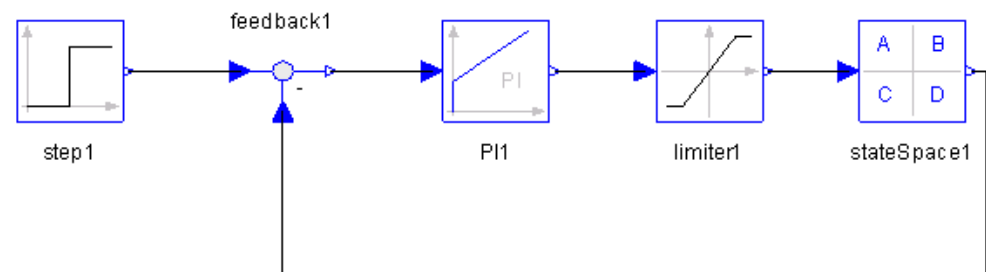 feedback1
-
PI
A B
C D
step1
PI1
limiter1
stateSpace1